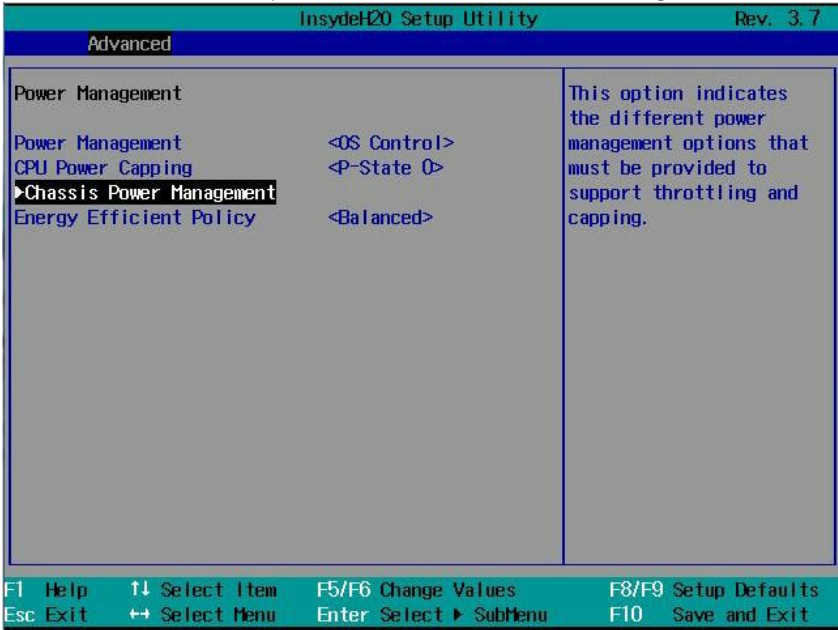 InsydeH2O Setup Utility Rev. 3.7
Advanced
Power Management
Power Management <OS Control>
CPU Power Capping <P-State 0>
▶Chassis Power Management
Energy Efficient Policy <Balanced>
This option indicates
the different power
management options that
must be provided to
support throttling and
capping.
F1 Help ↑↓ Select Item F5/F6 Change Values F8/F9 Setup Defaults
Esc Exit ↔ Select Menu Enter Select ▶ SubMenu F10 Save and Exit